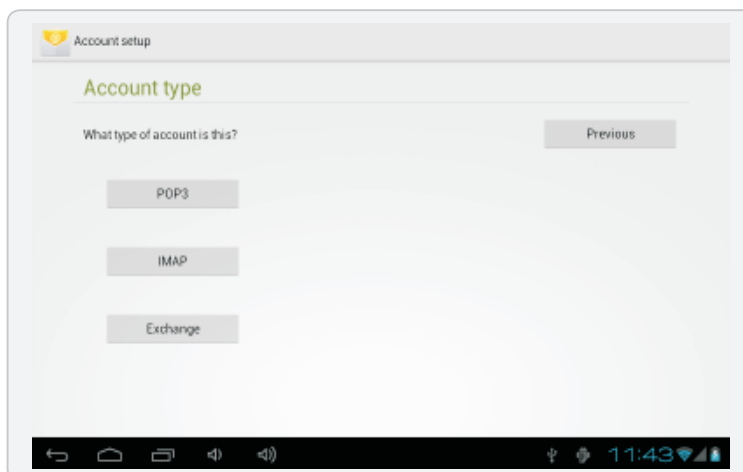 Account setup
Account type
What type of account is this?
Previous
POP3
IMAP
Exchange
11:43